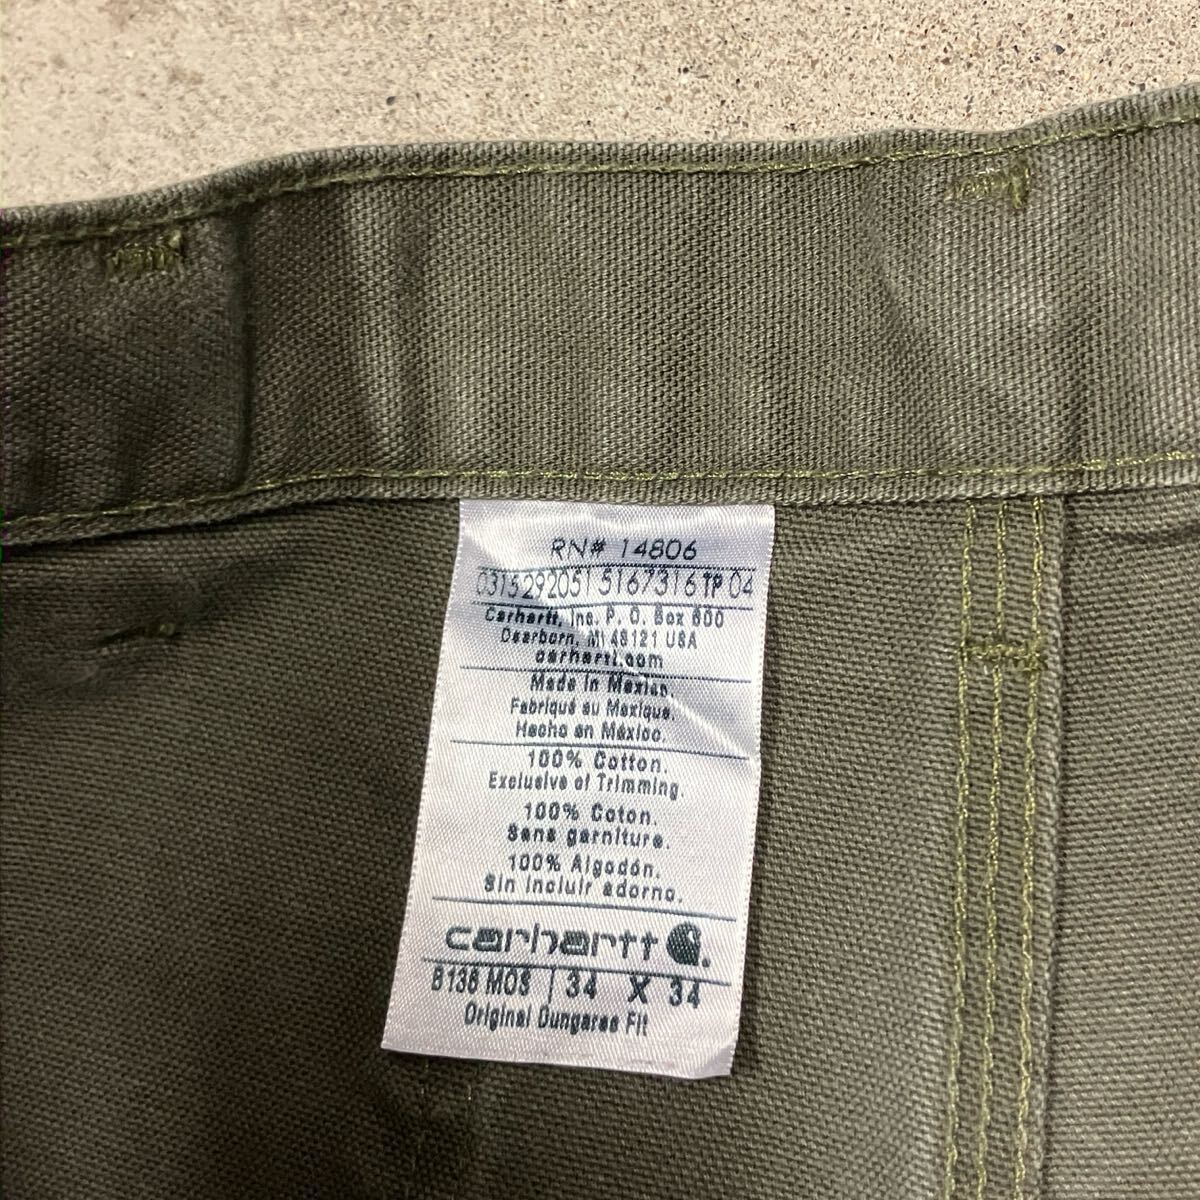 RN# 14806
0315292051 5167316 TP 04
Carhartt, Inc. P. O. Box 600
Dearborn, MI 48121 USA
carhartt.com
Made in Mexico.
Fabriqué au Mexique.
Hecho en México.
100% Cotton.
Exclusive of Trimming.
100% Coton.
Sans garniture.
100% Algodón.
Sin incluir adorno.
carhartt
B136 MOS | 34 X 34
Original Dungaree Fit